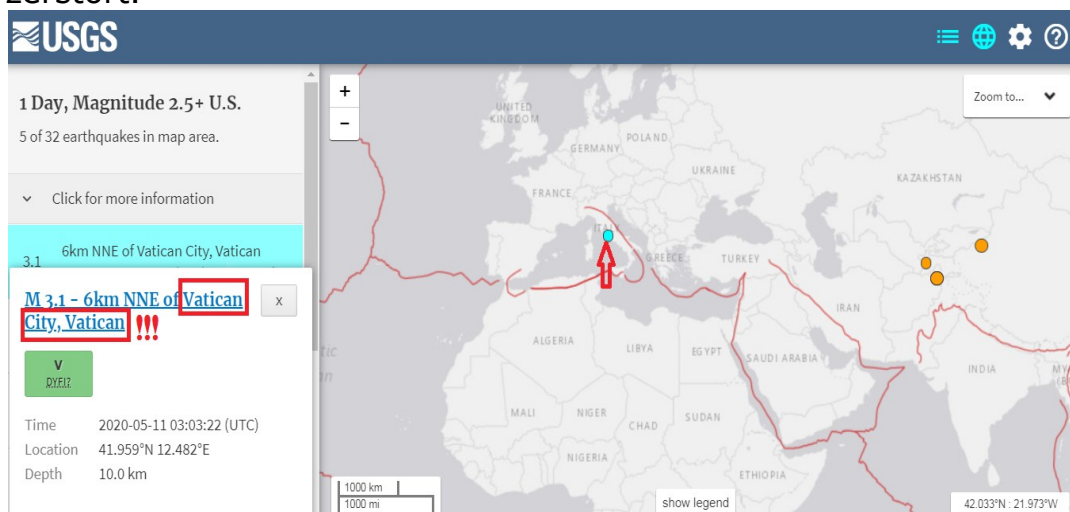 zerstört.
USGS
1 Day, Magnitude 2.5+ U.S.
5 of 32 earthquakes in map area.
Click for more information
3.1
6km NNE of Vatican City, Vatican
M 3.1 - 6km NNE of Vatican
City, Vatican !!!
x
V
DYFI?
Time 2020-05-11 03:03:22 (UTC)
Location 41.959°N 12.482°E
Depth 10.0 km
+
−
Zoom to...
UNITED
KINGDOM
POLAND
GERMANY
UKRAINE
KAZAKHSTAN
FRANCE
ITALY
GREECE
TURKEY
IRAN
ALGERIA
LIBYA
EGYPT
SAUDI ARABIA
INDIA
MALI
NIGER
CHAD
SUDAN
NIGERIA
ETHIOPIA
1000 km
1000 mi
show legend
42.033°N : 21.973°W